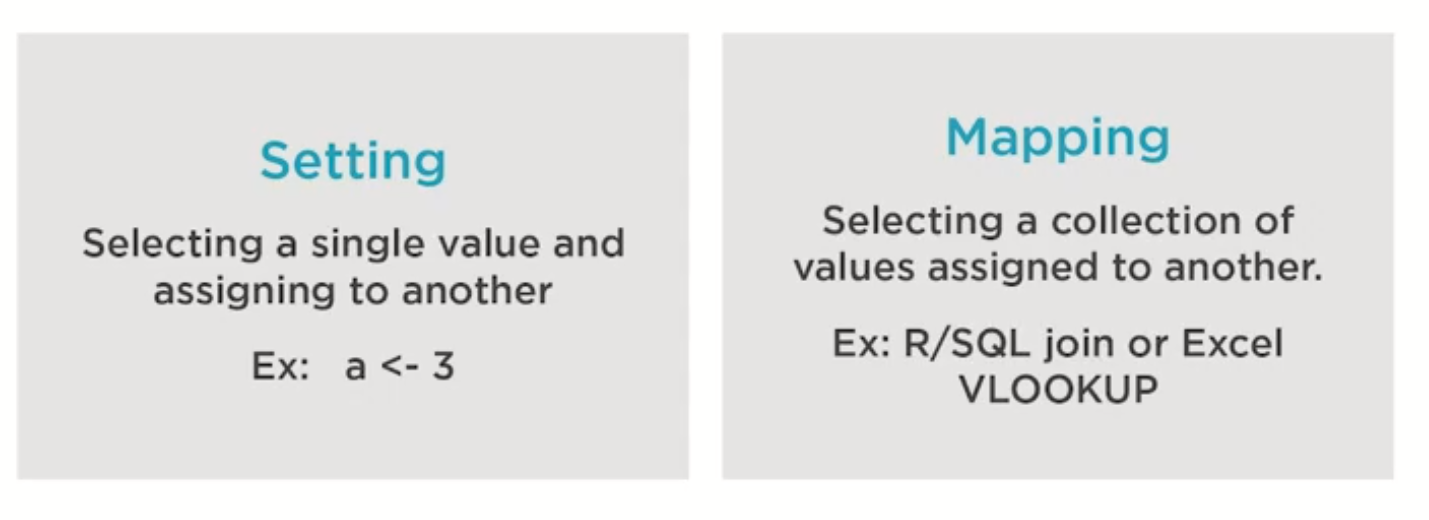 Setting
Selecting a single value and
assigning to another
Ex: a <- 3
Mapping
Selecting a collection of
values assigned to another.
Ex: R/SQL join or Excel
VLOOKUP